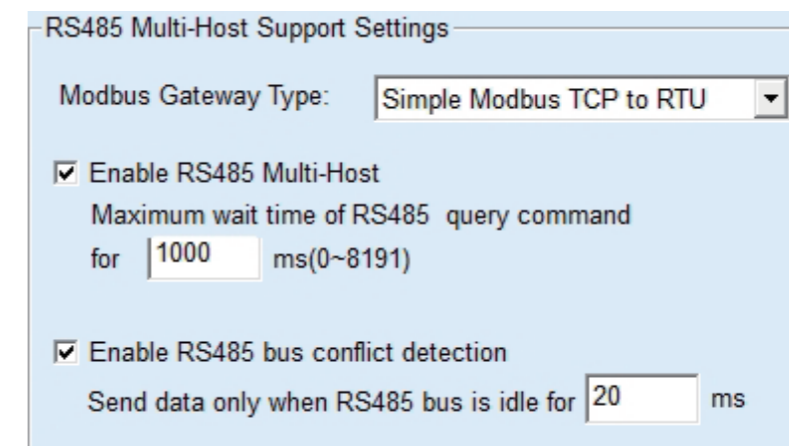 RS485 Multi-Host Support Settings
Modbus Gateway Type: Simple Modbus TCP to RTU
Enable RS485 Multi-Host
Maximum wait time of RS485 query command
for 1000 ms(0~8191)
Enable RS485 bus conflict detection
Send data only when RS485 bus is idle for 20 ms